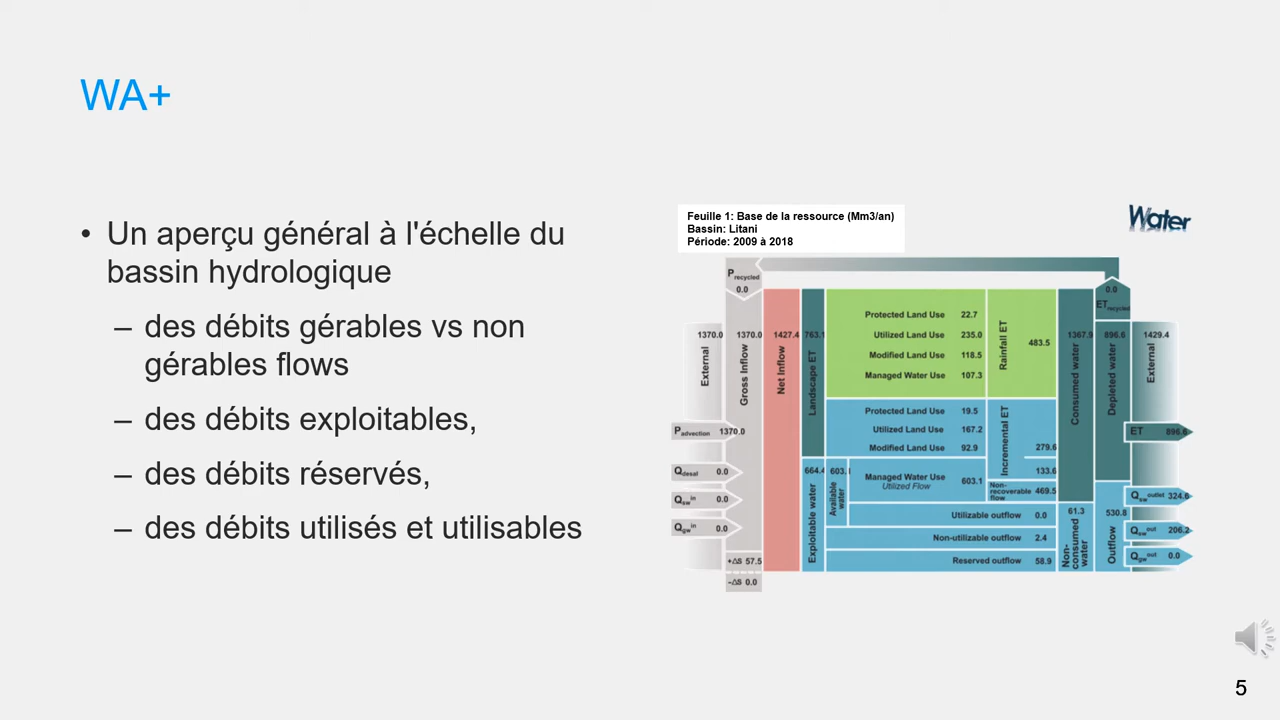 WA+
• Un aperçu général à l'échelle du
bassin hydrologique
– des débits gérables vs non
gérables flows
– des débits exploitables,
– des débits réservés,
– des débits utilisés et utilisables
Feuille 1: Base de la ressource (Mm3/an)
Bassin: Litani
Période: 2009 à 2018
Water
P recycled
0.0
External
1370.0
P advection 1370.0
Q desal 0.0
Q sw in 0.0
Q gw in 0.0
Gross Inflow
1370.0
+ΔS 57.5
-ΔS 0.0
Net Inflow
1427.4
Landscape ET
763.1
Exploitable water
664.4
Available water
603.
Protected Land Use 22.7
Utilized Land Use 235.0
Modified Land Use 118.5
Managed Water Use 107.3
Rainfall ET
483.5
Protected Land Use 19.5
Utilized Land Use 167.2
Modified Land Use 92.9
Managed Water Use 603.1
Utilized Flow
Incremental ET
279.6
133.6
Non-
recoverable 469.5
flow
Utilizable outflow 0.0
Non-utilizable outflow 2.4
Reserved outflow 58.9
Consumed water
1367.9
61.3
Non-
consumed
water
0.0
ET recycled
Depleted water
896.6
530.8
Outflow
External
1429.4
ET 896.6
Q sw outlet 324.6
Q sw out 206.2
Q gw out 0.0
5